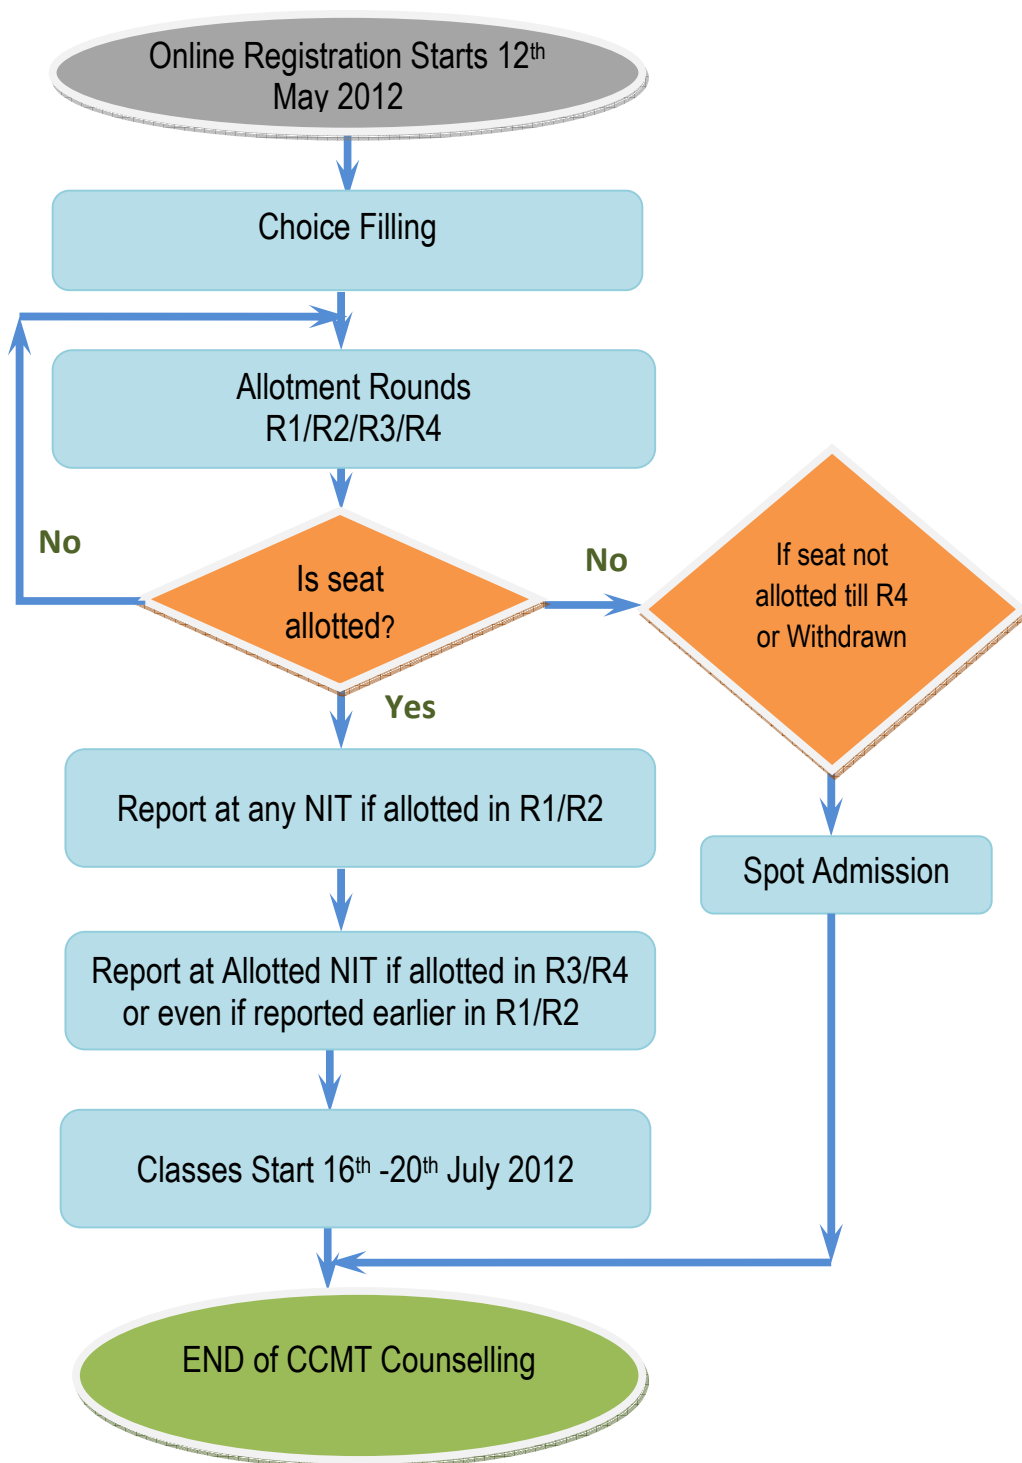 Online Registration Starts 12th
May 2012
Choice Filling
Allotment Rounds
R1/R2/R3/R4
No
Is seat
allotted?
No
If seat not
allotted till R4
or Withdrawn
Yes
Report at any NIT if allotted in R1/R2
Spot Admission
Report at Allotted NIT if allotted in R3/R4
or even if reported earlier in R1/R2
Classes Start 16th -20th July 2012
END of CCMT Counselling